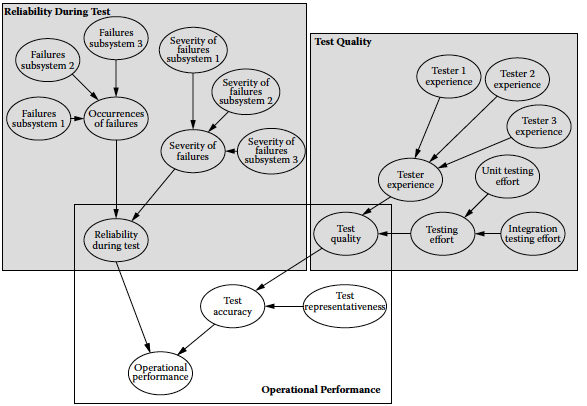 Reliability During Test
Failures
subsystem 3
Severity of
failures
subsystem 1
Failures
subsystem 2
Severity of
failures
subsystem 2
Failures
subsystem 1
Occurrences
of failures
Severity of
failures
Severity of
failures
subsystem 3
Reliability
during test
Test Quality
Tester 1
experience
Tester 2
experience
Tester 3
experience
Tester
experience
Unit testing
effort
Test
quality
Testing
effort
Integration
testing effort
Test
accuracy
Test
representativeness
Operational
performance
Operational Performance